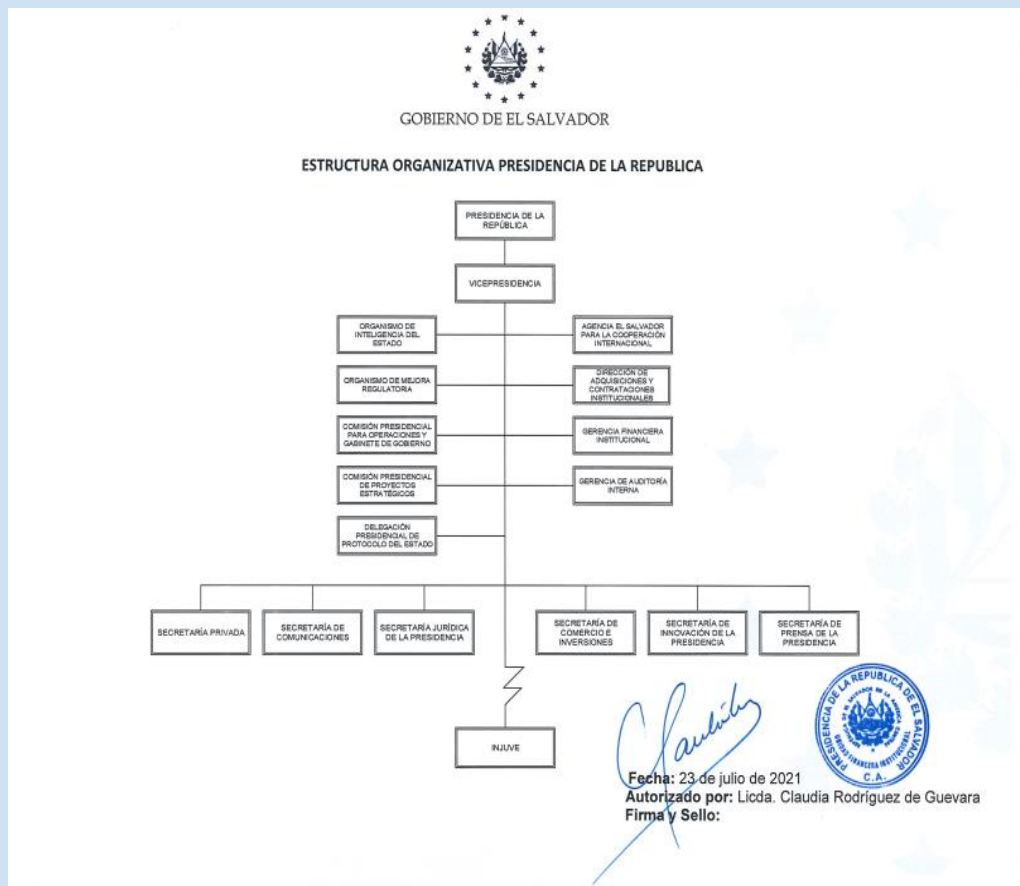 GOBIERNO DE EL SALVADOR
ESTRUCTURA ORGANIZATIVA PRESIDENCIA DE LA REPUBLICA
PRESIDENCIA DE LA
REPÚBLICA
VICEPRESIDENCIA
ORGANISMO DE
INTELIGENCIA DEL
ESTADO
AGENCIA EL SALVADOR
PARA LA COOPERACIÓN
INTERNACIONAL
ORGANISMO DE MEJORA
REGULATORIA
DIRECCIÓN DE
ADQUISICIONES Y
CONTRATACIONES
INSTITUCIONALES
COMISIÓN PRESIDENCIAL
PARA OPERACIONES Y
GABINETE DE GOBIERNO
GERENCIA FINANCIERA
INSTITUCIONAL
COMISIÓN PRESIDENCIAL
DE PROYECTOS
ESTRATÉGICOS
GERENCIA DE AUDITORÍA
INTERNA
DELEGACIÓN
PRESIDENCIAL DE
PROTOCOLO DEL ESTADO
SECRETARÍA PRIVADA
SECRETARÍA DE
COMUNICACIONES
SECRETARÍA JURÍDICA
DE LA PRESIDENCIA
SECRETARÍA DE
COMERCIO E
INVERSIONES
SECRETARÍA DE
INNOVACIÓN DE LA
PRESIDENCIA
SECRETARÍA DE
PRENSA DE LA
PRESIDENCIA
INJUVE
PRESIDENCIA DE LA REPUBLICA DE EL SALVADOR
FINANCIERA INSTITUCIONAL
C.A.
Fecha: 23 de julio de 2021
Autorizado por: Licda. Claudia Rodríguez de Guevara
Firma y Sello: